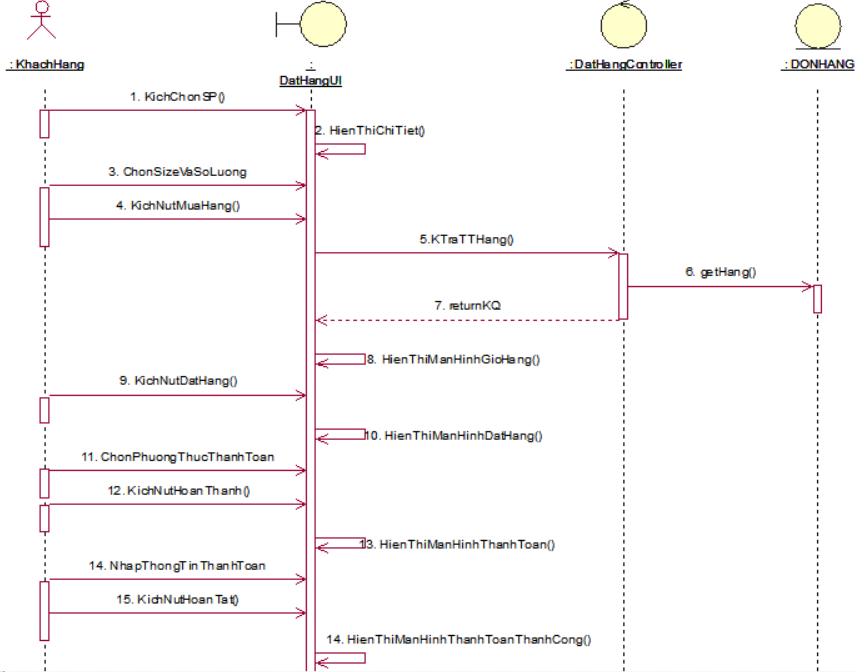 : KhachHang
:
DatHangUI
: DatHangController
: DONHANG
1. KichChonSP()
2. HienThiChiTiet()
3. ChonSizeVaSoLuong
4. KichNutMuaHang()
5.KTraTTHang()
6. getHang()
7. returnKQ
8. HienThiManHinhGioHang()
9. KichNutDatHang()
10. HienThiManHinhDatHang()
11. ChonPhuongThucThanhToan
12. KichNutHoanThanh()
13. HienThiManHinhThanhToan()
14. NhapThongTinThanhToan
15. KichNutHoanTat()
14. HienThiManHinhThanhToanThanhCong()